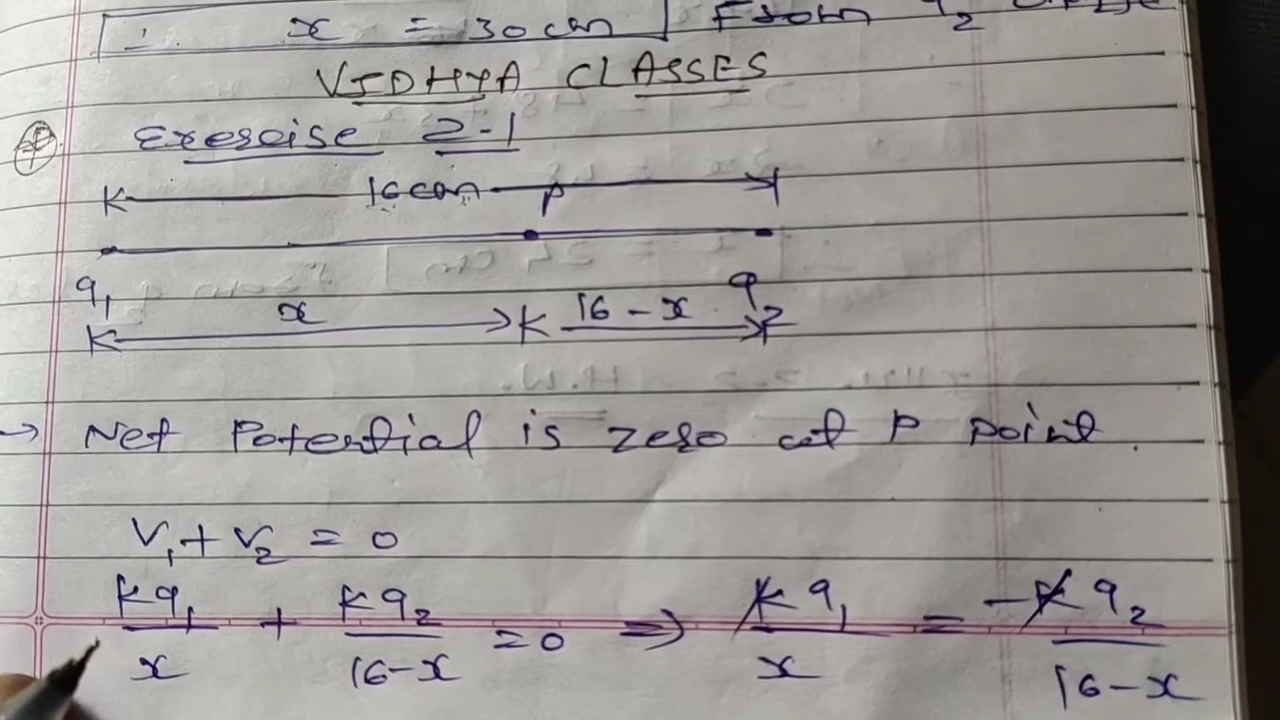 ∴ x = 30 cm From q2
VIDHYA CLASSES
Exercise 2-1
16 cm P
q1 q2
x 16 - x
→ Net Potential is zero at P point.
V1 + V2 = 0
kq1/x + kq2/16-x = 0 ⇒ kq1/x = -kq2/16-x